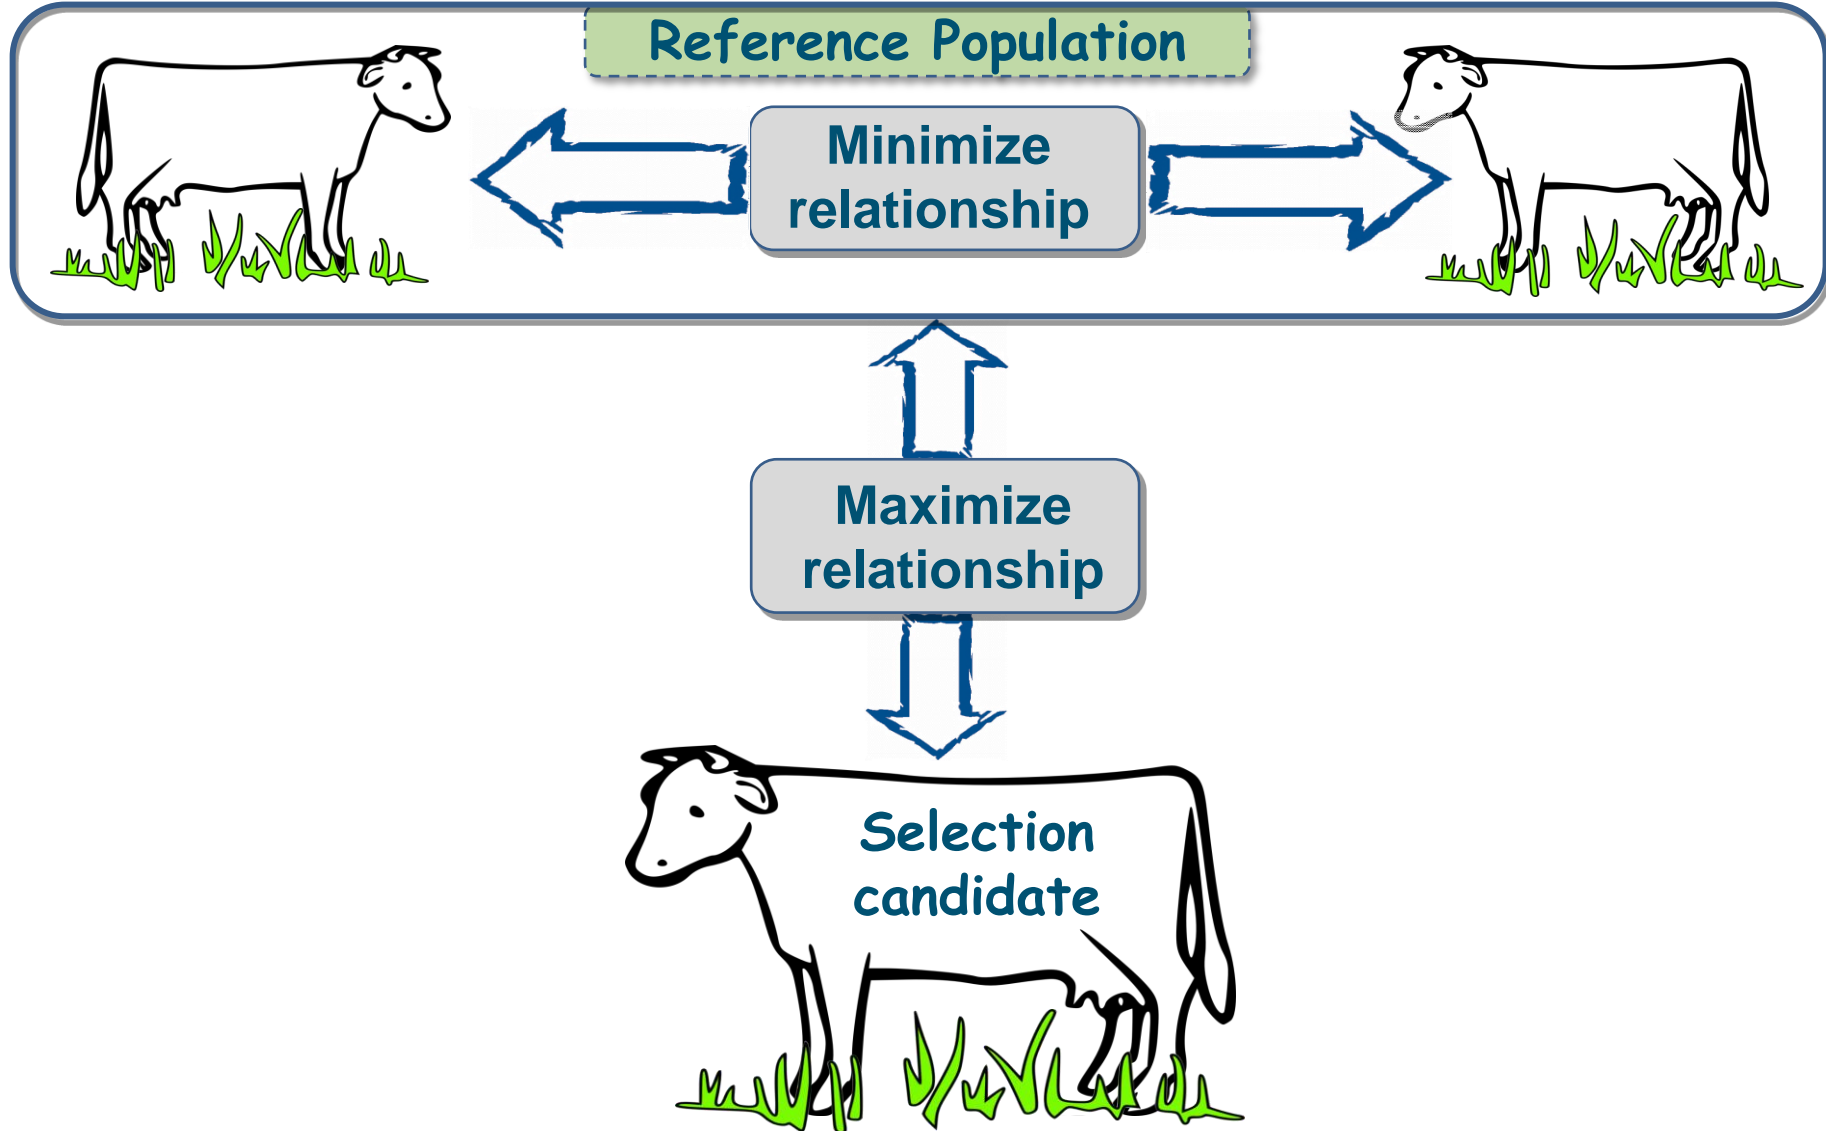 Reference Population
Minimize
relationship
Maximize
relationship
Selection
candidate